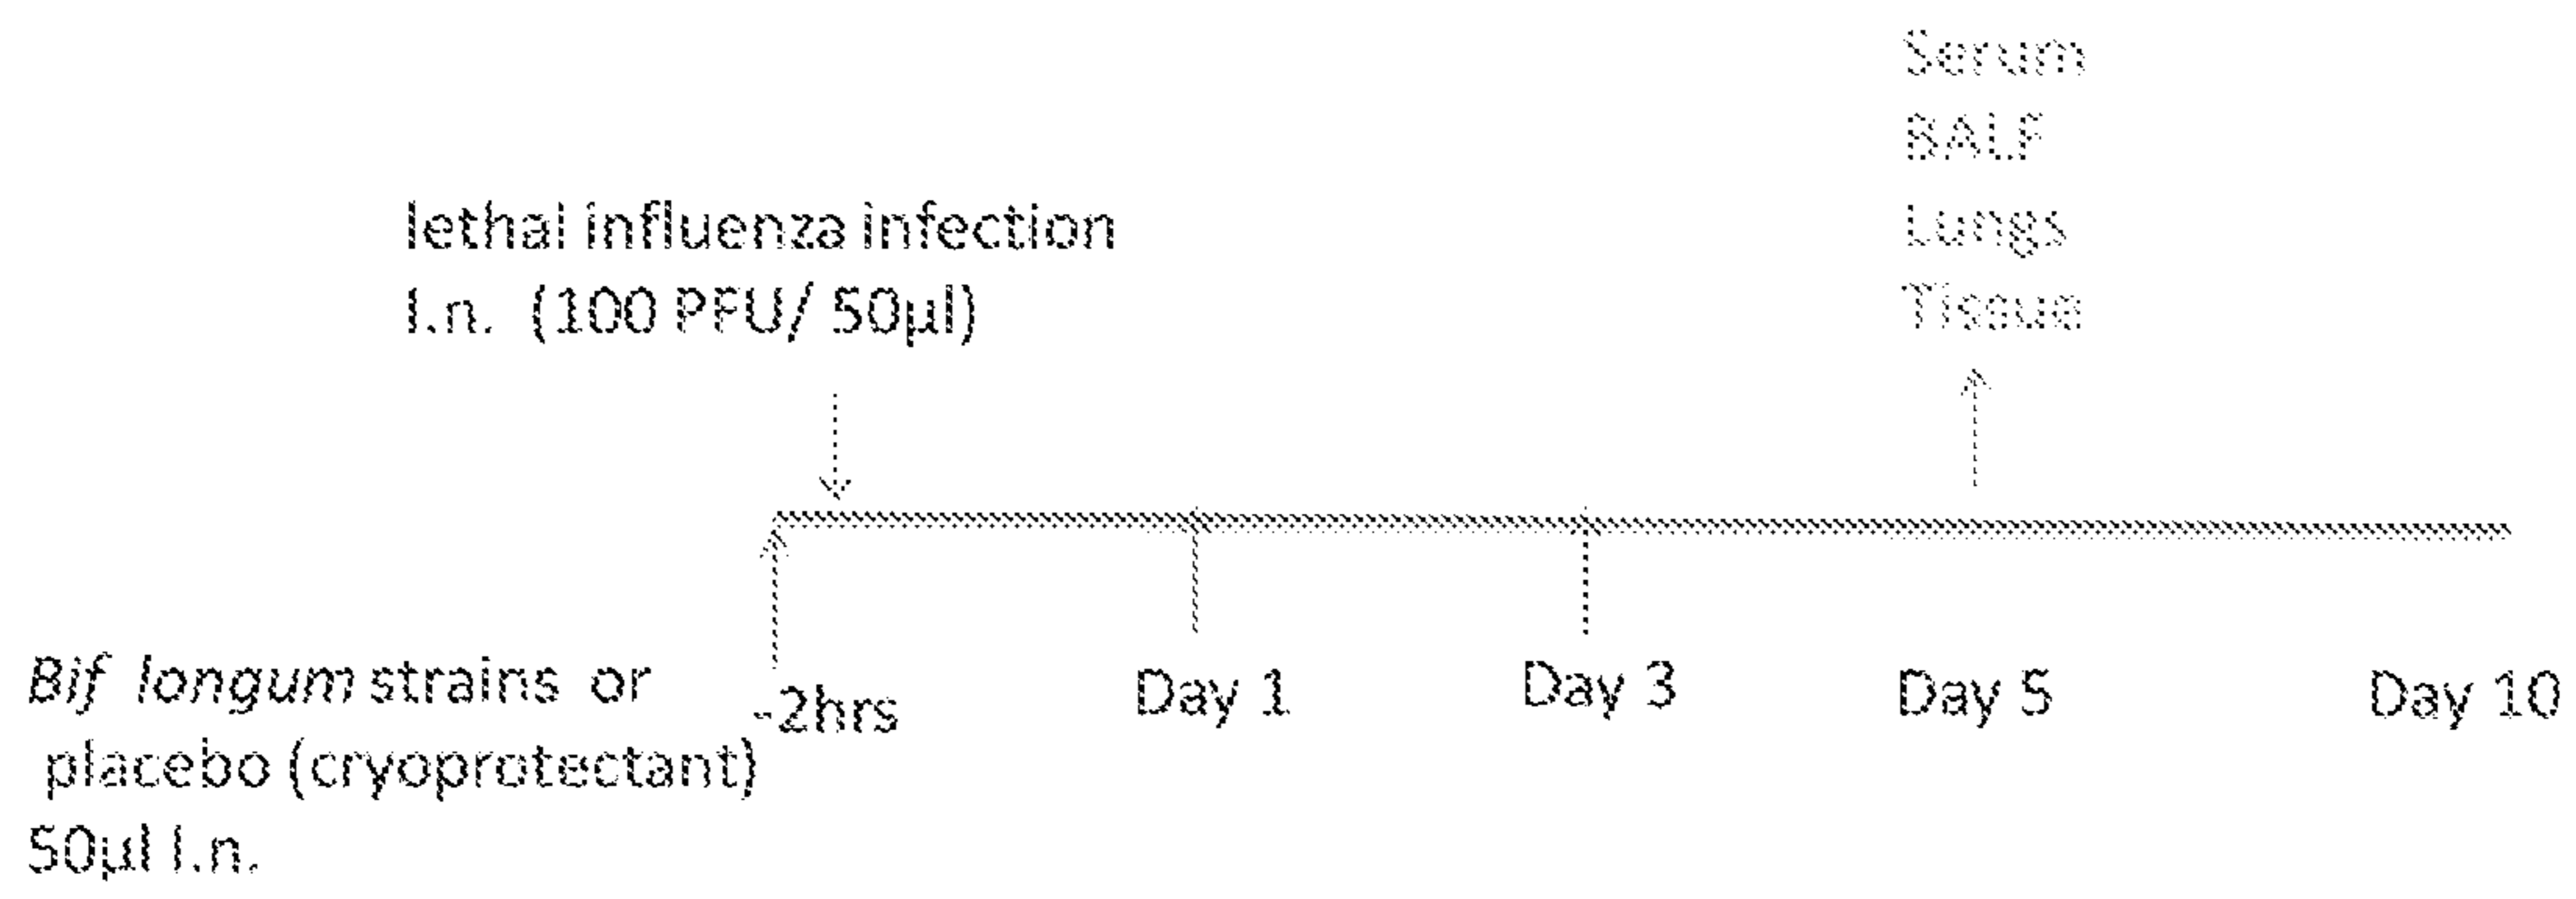 Serum
BALF
Lungs
Tissue
lethal influenza infection
I.n. (100 PFU/ 50µl)
Bif longum strains or
placebo (cryoprotectant)
50µl I.n.
-2hrs
Day 1
Day 3
Day 5
Day 10